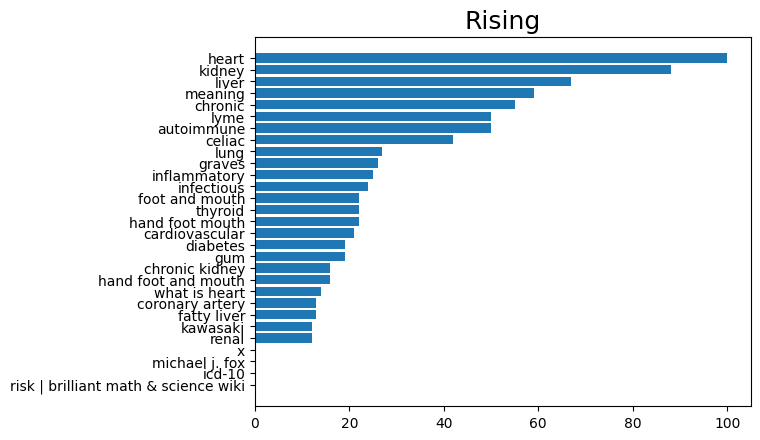 Rising
heart
kidney
liver
meaning
chronic
lyme
autoimmune
celiac
lung
graves
inflammatory
infectious
foot and mouth
thyroid
hand foot mouth
cardiovascular
diabetes
gum
chronic kidney
hand foot and mouth
what is heart
coronary artery
fatty liver
kawasaki
renal
x
michael j. fox
icd-10
risk | brilliant math & science wiki
0 20 40 60 80 100